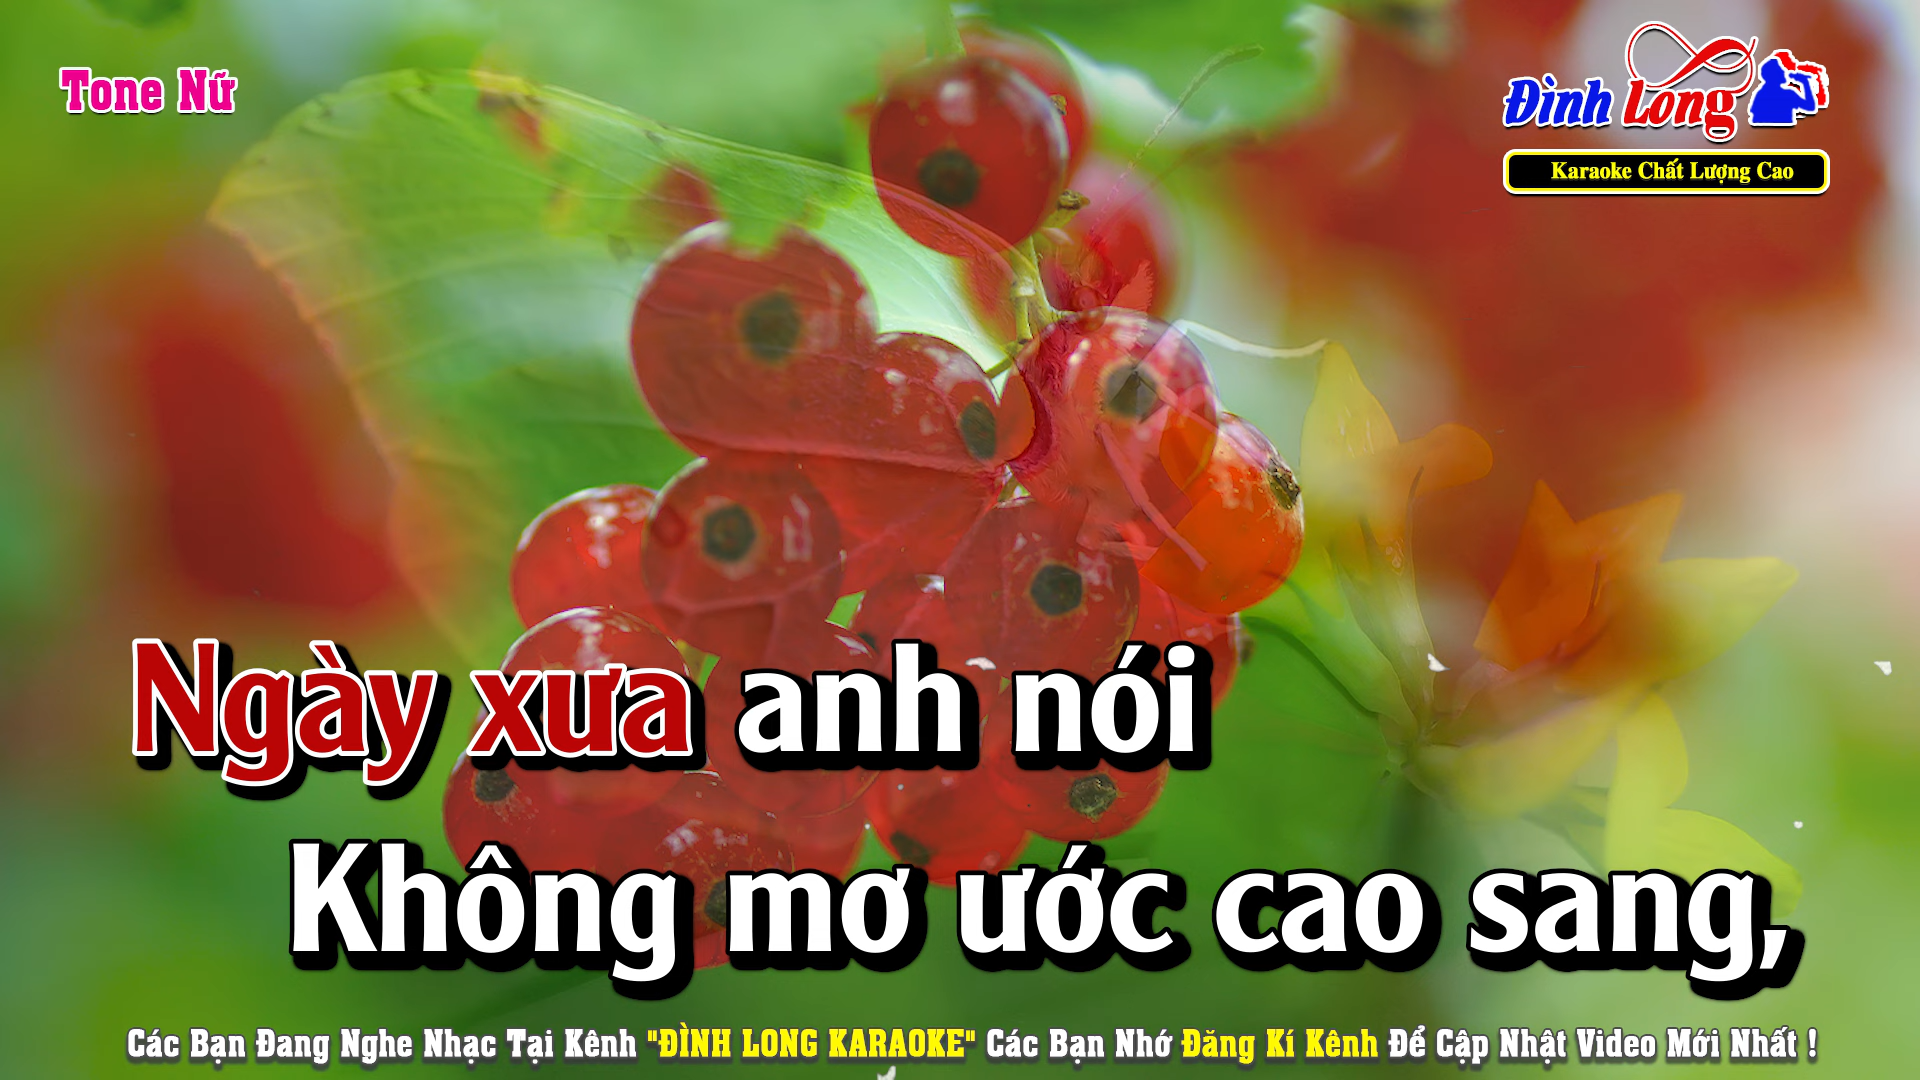 Tone Nữ
Đình Long
Karaoke Chất Lượng Cao
Ngày xưa anh nói
Không mơ ước cao sang,
Các Bạn Đang Nghe Nhạc Tại Kênh "ĐÌNH LONG KARAOKE" Các Bạn Nhớ Đăng Kí Kênh Để Cập Nhật Video Mới Nhất !